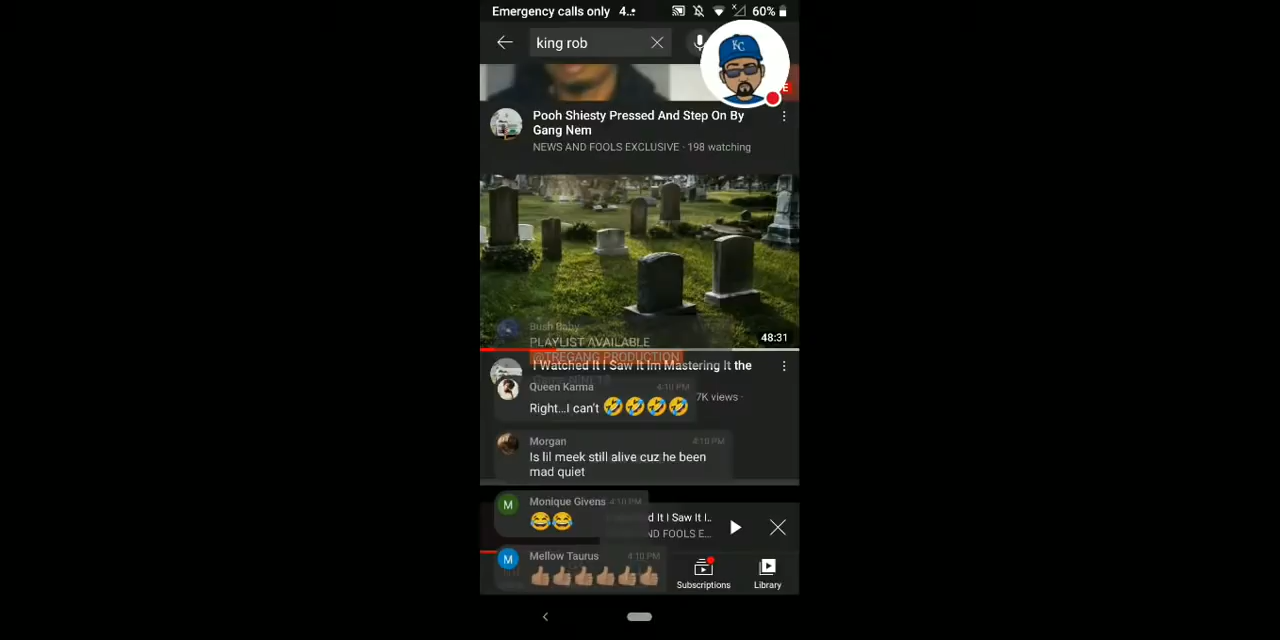 Emergency calls only 4..
60%
king rob
KC
Pooh Shiesty Pressed And Step On By
Gang Nem
NEWS AND FOOLS EXCLUSIVE · 198 watching
48:31
Bush Baby
PLAYLIST AVAILABLE
@TREGANG PRODUCTION
I Watched It I Saw It Im Mastering It the
Queen Karma 4:10 PM
7K views ·
Right...I can't 🤣🤣🤣🤣
Morgan 4:10 PM
Is lil meek still alive cuz he been
mad quiet
M
Monique Givens 4:10 PM
😂😂
d It I Saw It I..
ND FOOLS E...
M
Mellow Taurus 4:10 PM
👍🏽👍🏽👍🏽👍🏽👍🏽👍🏽
Subscriptions
Library